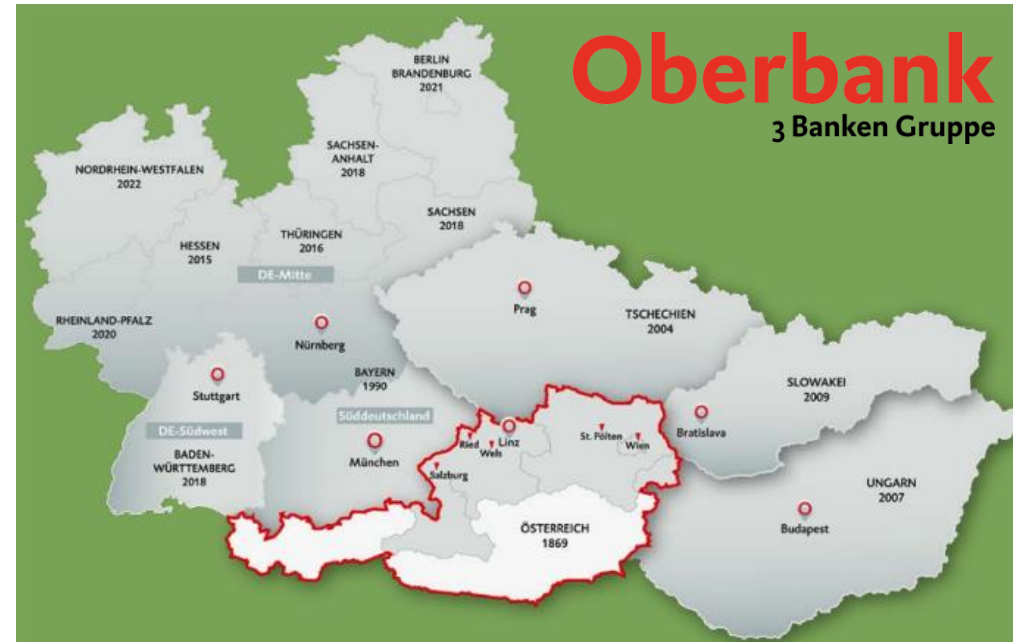 Oberbank
3 Banken Gruppe
BERLIN
BRANDENBURG
2021
SACHSEN-
ANHALT
2018
NORDRHEIN-WESTFALEN
2022
SACHSEN
2018
THÜRINGEN
2016
HESSEN
2015
DE-Mitte
RHEINLAND-PFALZ
2020
Nürnberg
Prag
TSCHECHIEN
2004
BAYERN
1990
Stuttgart
SLOWAKEI
2009
Süddeutschland
DE-Südwest
BADEN-
WÜRTTEMBERG
2018
München
Ried
Wels
Linz
St. Pölten
Wien
Bratislava
Salzburg
UNGARN
2007
Budapest
ÖSTERREICH
1869